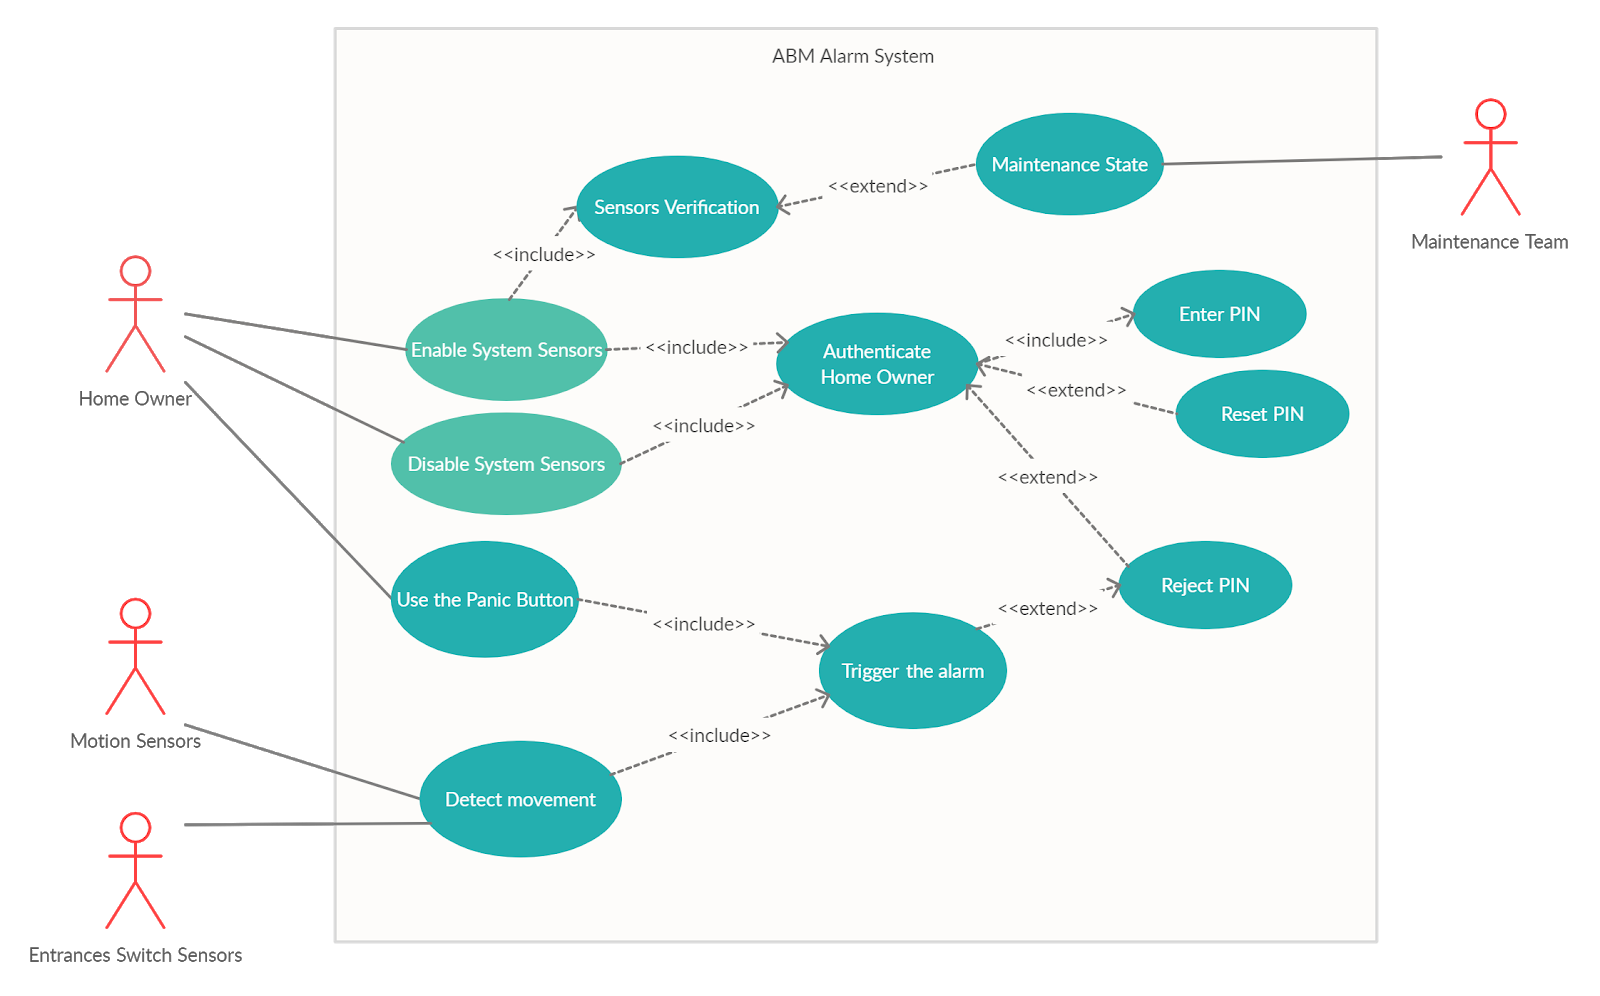 ABM Alarm System
Maintenance State
<<extend>>
Sensors Verification
Maintenance Team
<<include>>
Enter PIN
Enable System Sensors
<<include>>
Authenticate
Home Owner
<<include>>
Home Owner
<<extend>>
Reset PIN
<<include>>
Disable System Sensors
<<extend>>
Use the Panic Button
<<include>>
<<extend>>
Reject PIN
Trigger the alarm
Motion Sensors
<<include>>
Detect movement
Entrances Switch Sensors